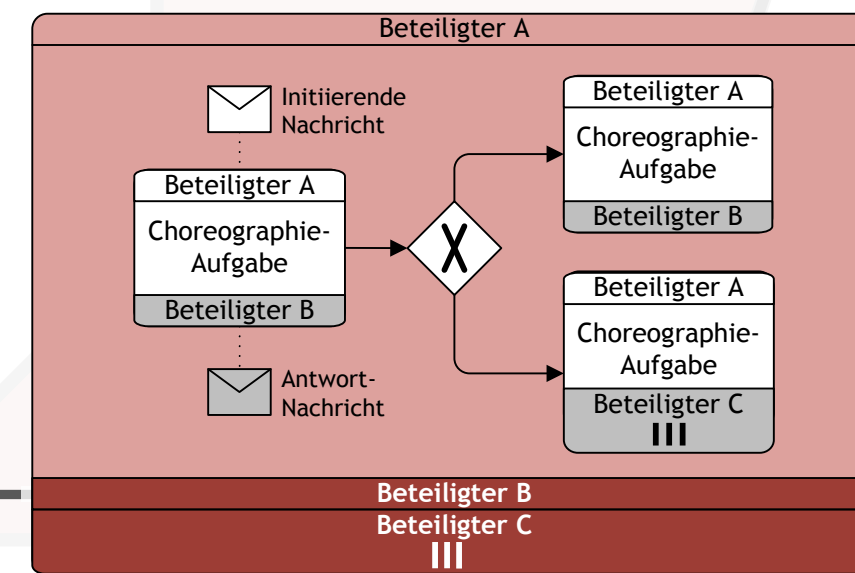 Beteiligter A
Initiierende
Nachricht
Beteiligter A
Choreographie-
Aufgabe
Beteiligter B
Antwort-
Nachricht
X
Beteiligter A
Choreographie-
Aufgabe
Beteiligter B
Beteiligter A
Choreographie-
Aufgabe
Beteiligter C
Beteiligter B
Beteiligter C